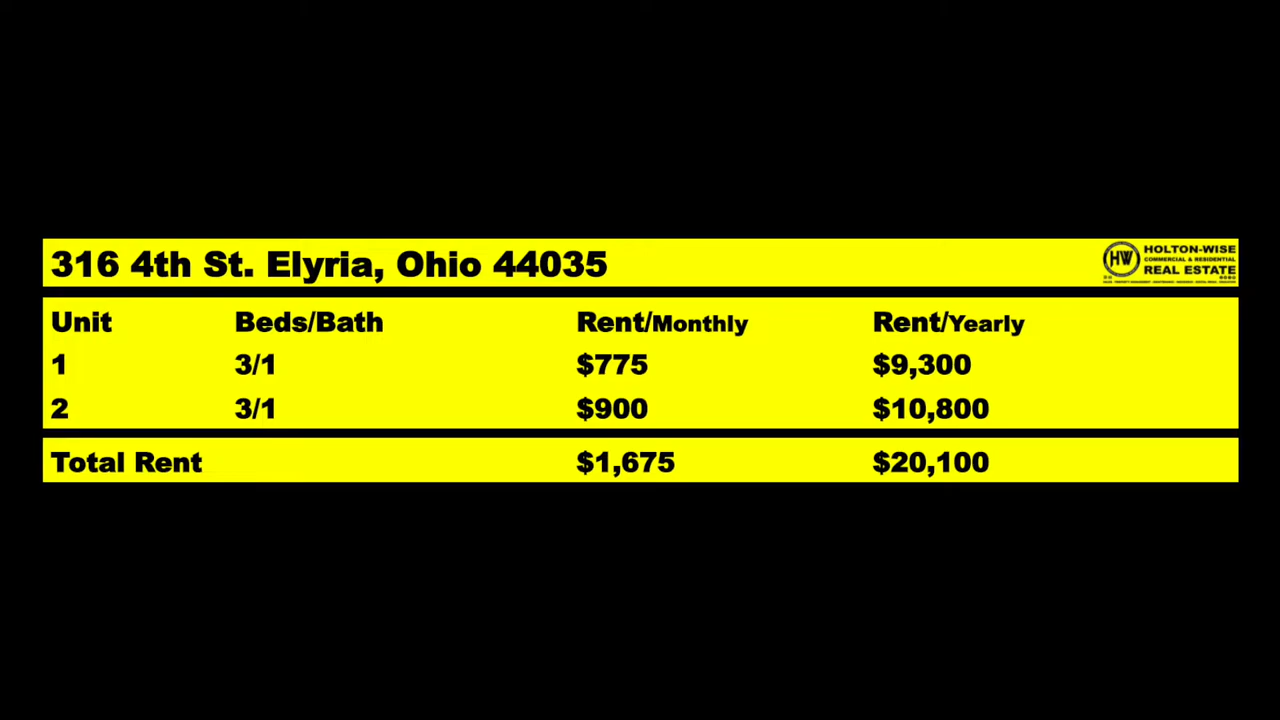 316 4th St. Elyria, Ohio 44035
HOLTON-WISE
COMMERCIAL & RESIDENTIAL
REAL ESTATE
HW
Unit Beds/Bath Rent/Monthly Rent/Yearly
1 3/1 $775 $9,300
2 3/1 $900 $10,800
Total Rent $1,675 $20,100